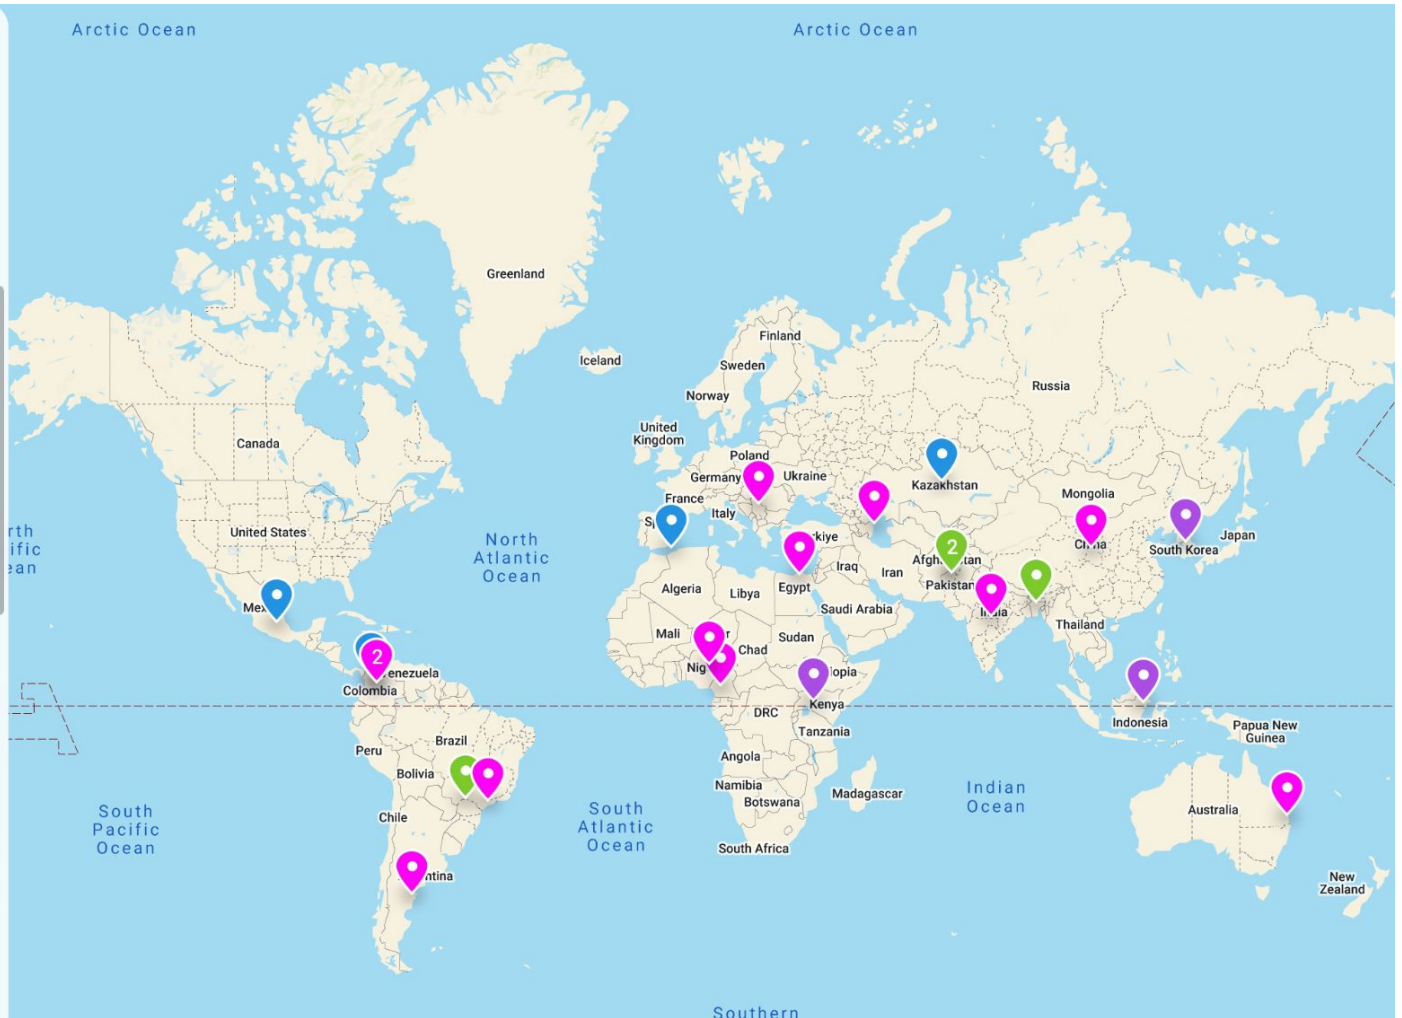 Arctic Ocean
Arctic Ocean
Greenland
Iceland
Finland
Sweden
Norway
Russia
United
Kingdom
Canada
Poland
Germany
Ukraine
Kazakhstan
France
Mongolia
Italy
United States
North
Atlantic
Ocean
Japan
South Korea
2
Iraq
Iran
Pakistan
Algeria
Libya
Egypt
Saudi Arabia
Thailand
Mali
Sudan
Chad
2
Colombia
Kenya
DRC
Indonesia
Papua New
Guinea
Tanzania
Brazil
Peru
Angola
Bolivia
Namibia
Botswana
Madagascar
Indian
Ocean
Australia
South
Pacific
Ocean
Chile
South
Atlantic
Ocean
South Africa
New
Zealand
Southern